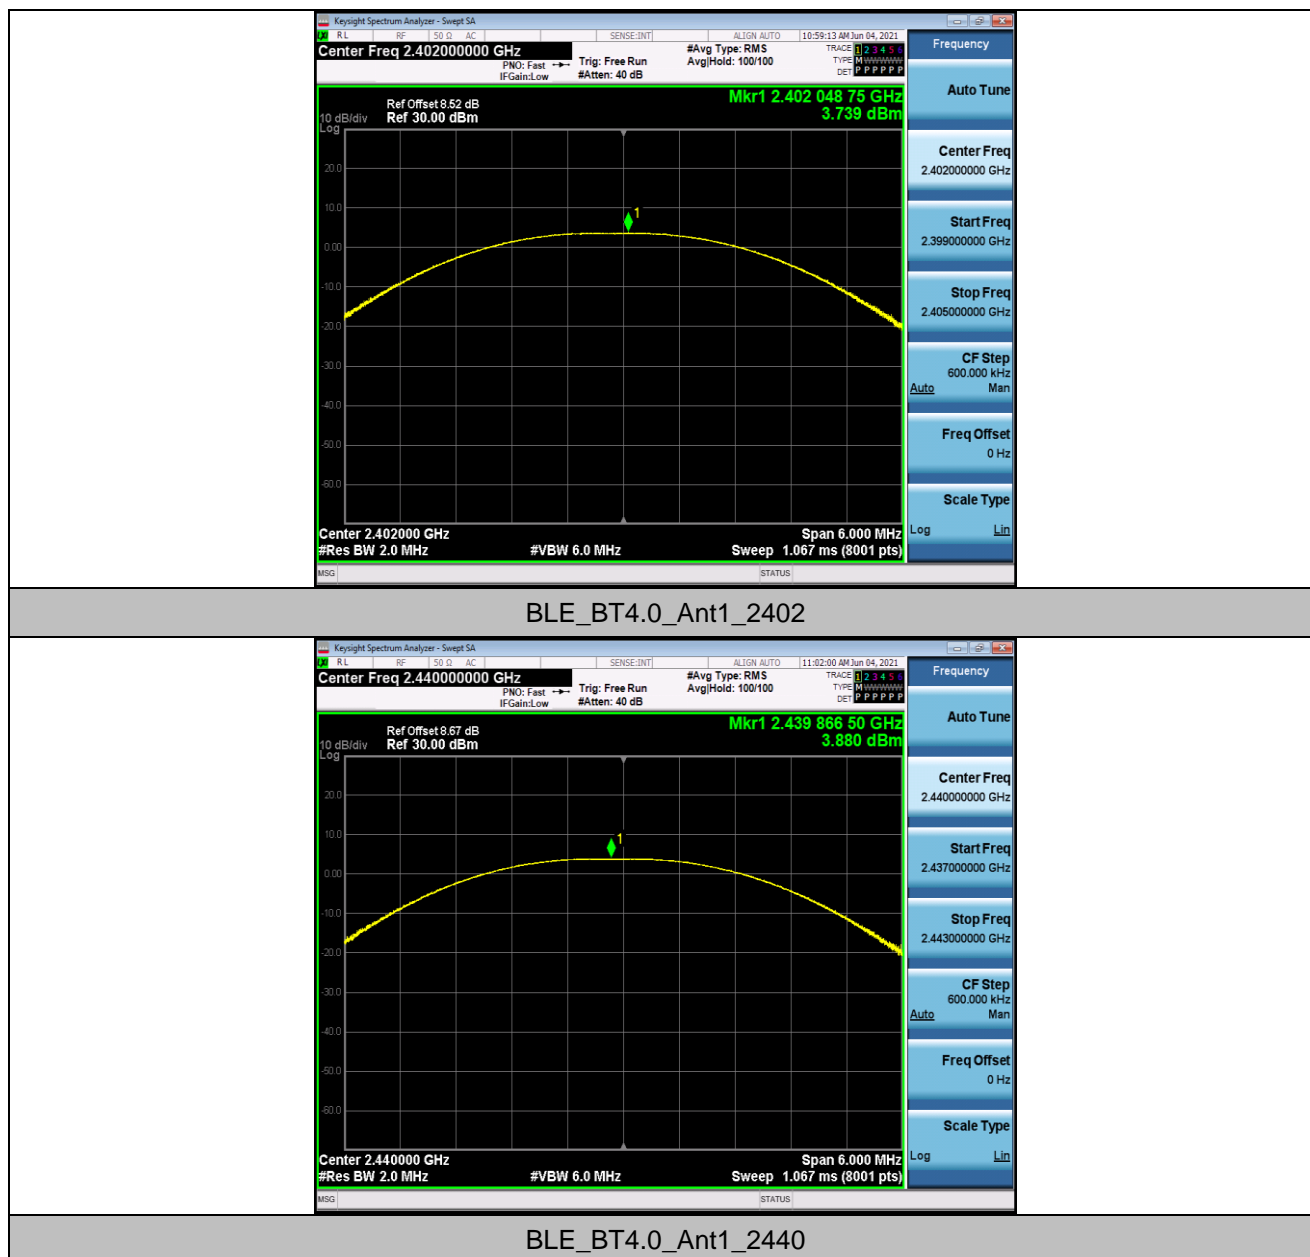 Keysight Spectrum Analyzer - Swept SA
LXI RL RF 50 Ω AC SENSE:INT ALIGN AUTO 10:59:13 AM Jun 04, 2021
Center Freq 2.402000000 GHz
#Avg Type: RMS
TRACE 1 2 3 4 5 6
PNO: Fast
Trig: Free Run
Avg|Hold: 100/100
TYPE M WWWWW
IFGain:Low
#Atten: 40 dB
DET P P P P P P
Mkr1 2.402 048 75 GHz
3.739 dBm
Ref Offset 8.52 dB
10 dB/div Ref 30.00 dBm
Log
20.0
10.0
0.00
-10.0
-20.0
-30.0
-40.0
-50.0
-60.0
1
Center 2.402000 GHz Span 6.000 MHz
#Res BW 2.0 MHz #VBW 6.0 MHz Sweep 1.067 ms (8001 pts)
MSG STATUS
Frequency
Auto Tune
Center Freq
2.402000000 GHz
Start Freq
2.399000000 GHz
Stop Freq
2.405000000 GHz
CF Step
600.000 kHz
Auto Man
Freq Offset
0 Hz
Scale Type
Log Lin
BLE_BT4.0_Ant1_2402
Keysight Spectrum Analyzer - Swept SA
LXI RL RF 50 Ω AC SENSE:INT ALIGN AUTO 11:02:00 AM Jun 04, 2021
Center Freq 2.440000000 GHz
#Avg Type: RMS
TRACE 1 2 3 4 5 6
PNO: Fast
Trig: Free Run
Avg|Hold: 100/100
TYPE M WWWWW
IFGain:Low
#Atten: 40 dB
DET P P P P P P
Mkr1 2.439 866 50 GHz
3.880 dBm
Ref Offset 8.67 dB
10 dB/div Ref 30.00 dBm
Log
20.0
10.0
0.00
-10.0
-20.0
-30.0
-40.0
-50.0
-60.0
1
Center 2.440000 GHz Span 6.000 MHz
#Res BW 2.0 MHz #VBW 6.0 MHz Sweep 1.067 ms (8001 pts)
MSG STATUS
Frequency
Auto Tune
Center Freq
2.440000000 GHz
Start Freq
2.437000000 GHz
Stop Freq
2.443000000 GHz
CF Step
600.000 kHz
Auto Man
Freq Offset
0 Hz
Scale Type
Log Lin
BLE_BT4.0_Ant1_2440